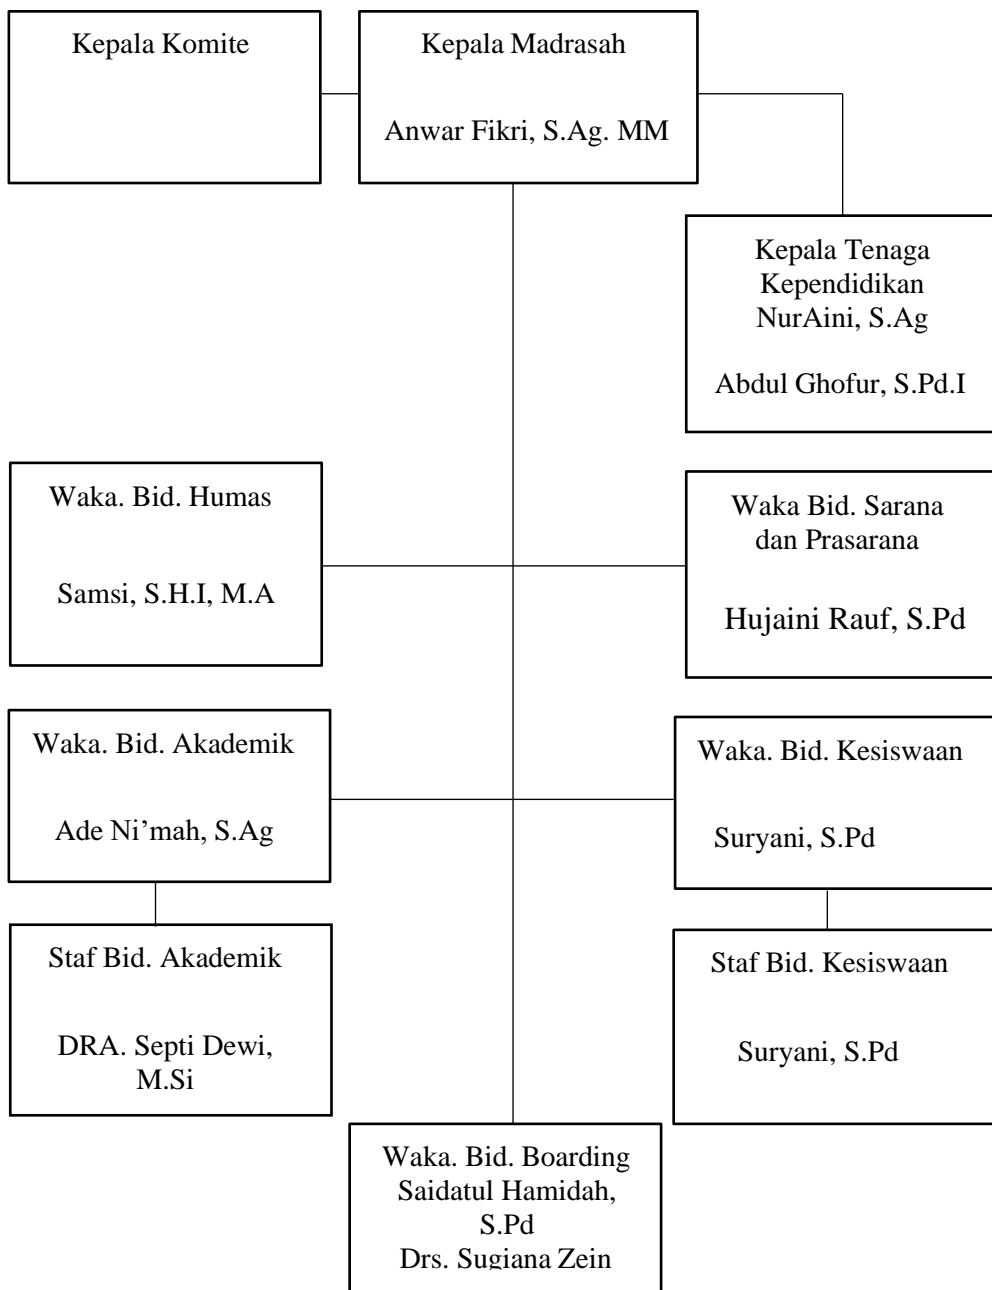 Kepala Komite
Kepala Madrasah
Anwar Fikri, S.Ag. MM
Kepala Tenaga
Kependidikan
NurAini, S.Ag
Abdul Ghofur, S.Pd.I
Waka. Bid. Humas
Samsi, S.H.I, M.A
Waka Bid. Sarana
dan Prasarana
Hujaini Rauf, S.Pd
Waka. Bid. Akademik
Ade Ni’mah, S.Ag
Waka. Bid. Kesiswaan
Suryani, S.Pd
Staf Bid. Akademik
DRA. Septi Dewi,
M.Si
Staf Bid. Kesiswaan
Suryani, S.Pd
Waka. Bid. Boarding
Saidatul Hamidah,
S.Pd
Drs. Sugiana Zein